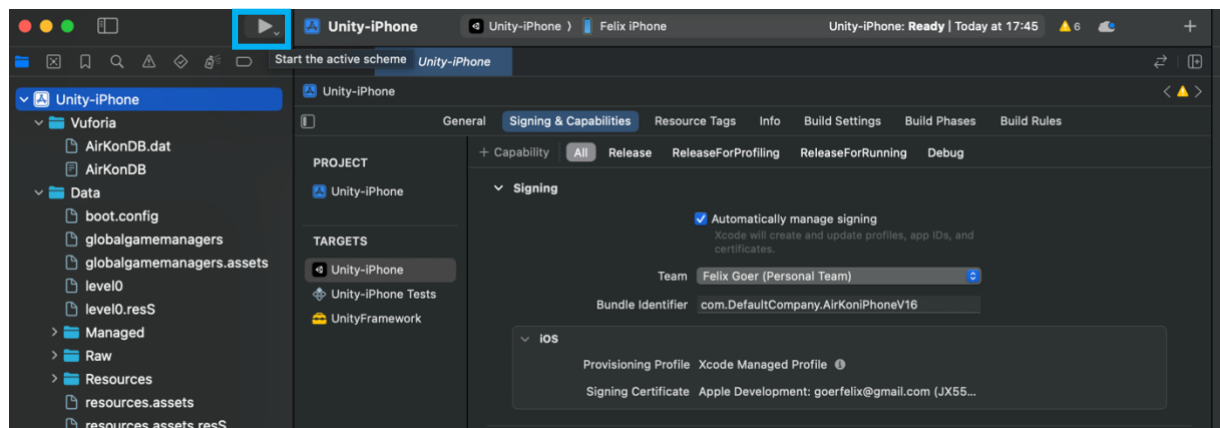 Unity-iPhone
Unity-iPhone ⟩ Felix iPhone
Unity-iPhone: Ready | Today at 17:45
6
Start the active scheme
Unity-iPhone
Unity-iPhone
Unity-iPhone
General Signing & Capabilities Resource Tags Info Build Settings Build Phases Build Rules
+ Capability All Release ReleaseForProfiling ReleaseForRunning Debug
Vuforia
AirKonDB.dat
AirKonDB
Data
boot.config
globalgamemanagers
globalgamemanagers.assets
level0
level0.resS
Managed
Raw
Resources
resources.assets
resources.assets.resS
PROJECT
Unity-iPhone
TARGETS
Unity-iPhone
Unity-iPhone Tests
UnityFramework
Signing
Automatically manage signing
Xcode will create and update profiles, app IDs, and
certificates.
Team Felix Goer (Personal Team)
Bundle Identifier com.DefaultCompany.AirKoniPhoneV16
iOS
Provisioning Profile Xcode Managed Profile
Signing Certificate Apple Development: goerfelix@gmail.com (JX55...